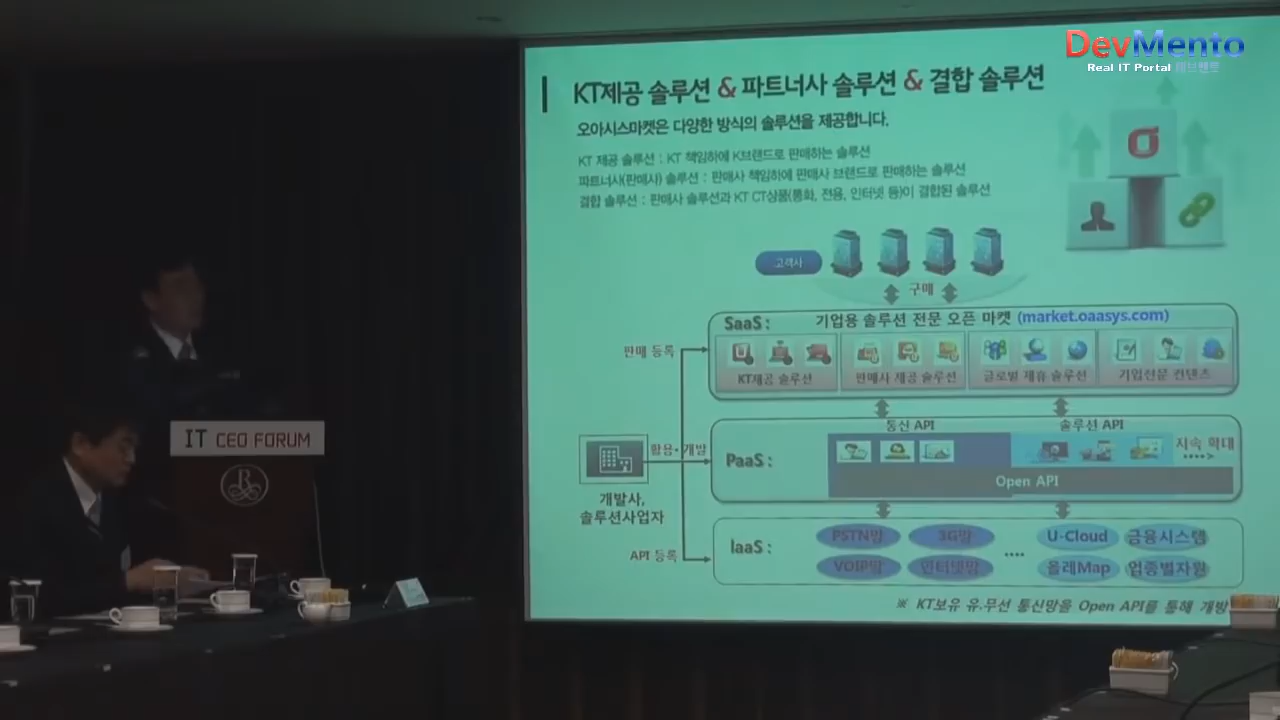 DevMento
Real IT Portal 데브멘토
KT제공 솔루션 & 파트너사 솔루션 & 결합 솔루션
오아시스마켓은 다양한 방식의 솔루션을 제공합니다.
KT 제공 솔루션 : KT 책임하에 K브랜드로 판매하는 솔루션
파트너사(판매사) 솔루션 : 판매사 책임하에 판매사 브랜드로 판매하는 솔루션
결합 솔루션 : 판매사 솔루션과 KT CT상품(통화, 전용, 인터넷 등)이 결합된 솔루션
고객사
구매
SaaS : 기업용 솔루션 전문 오픈 마켓 (market.oaasys.com)
판매 등록
KT제공 솔루션 판매사 제공 솔루션 글로벌 제휴 솔루션 기업전문 컨텐츠
통신 API 솔루션 API
활용·개발
PaaS :
지속 확대
Open API
개발사,
솔루션사업자
API 등록
IaaS :
PSTN망 3G망 U-Cloud 금융시스템
VOIP망 인터넷망 올레Map 업종별자원
※ KT보유 유.무선 통신망을 Open API를 통해 개발
IT CEO FORUM
R